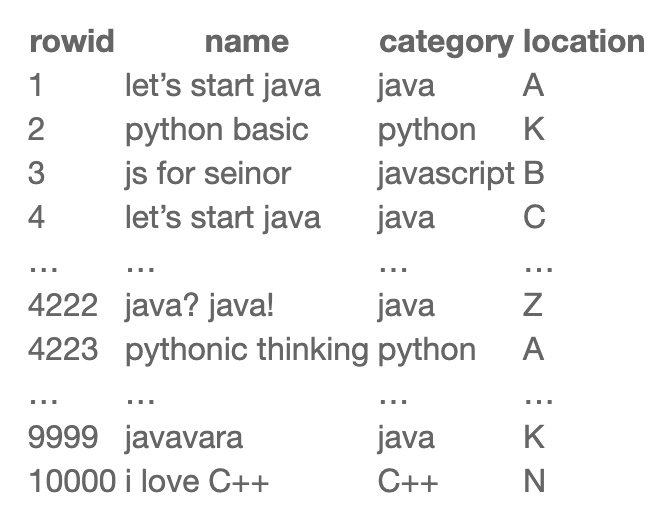 rowid name category location
1 let’s start java java A
2 python basic python K
3 js for seinor javascript B
4 let’s start java java C
… … … …
4222 java? java! java Z
4223 pythonic thinking python A
… … … …
9999 javavara java K
10000 i love C++ C++ N